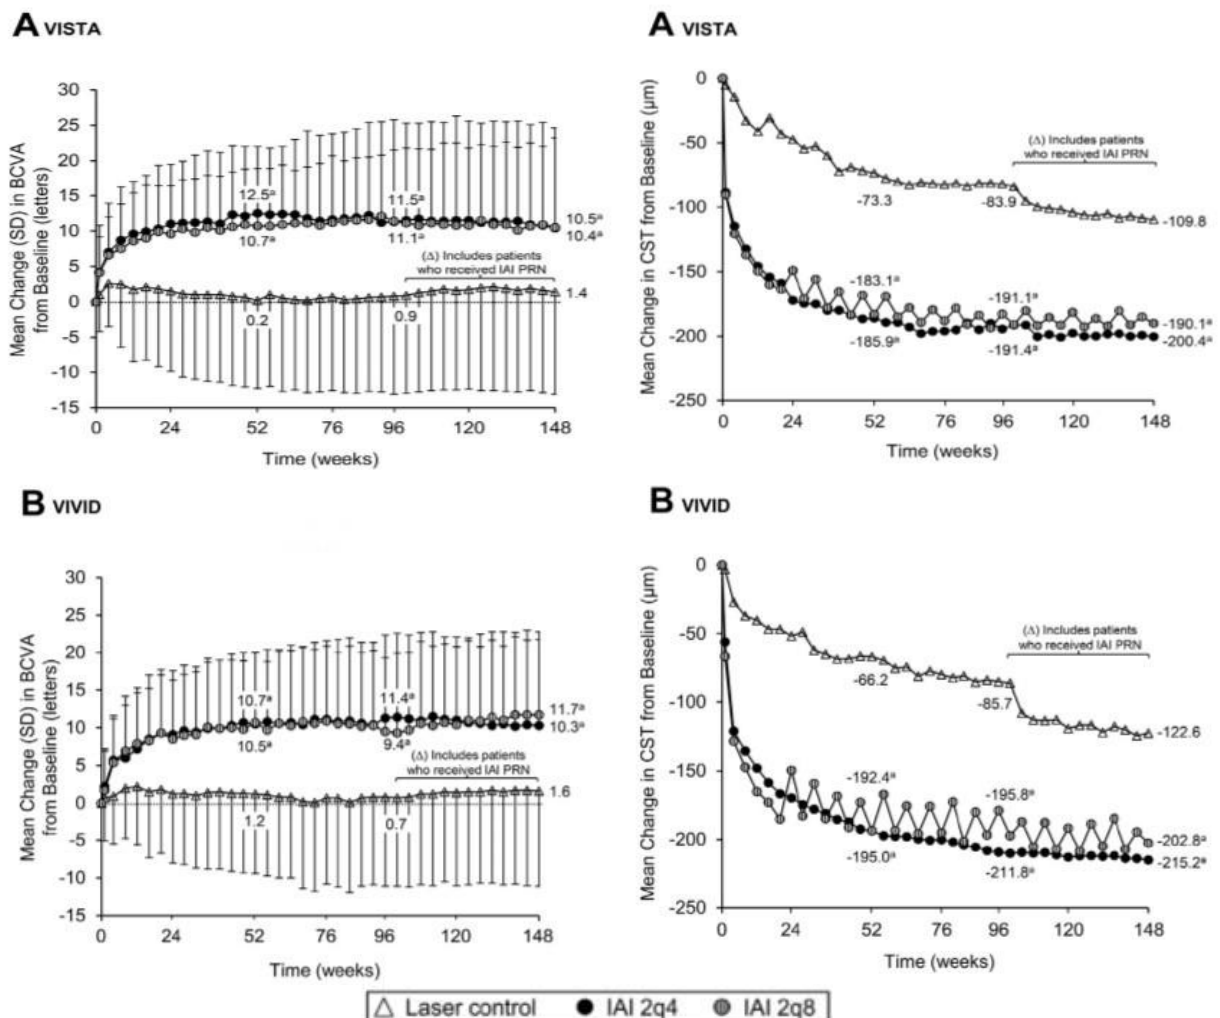 A VISTA
Mean Change (SD) in BCVA
from Baseline (letters)
30
25
20
15
10
5
0
-5
-10
-15
12.5ª
10.7ª
11.5ª
11.1ª
10.5ª
10.4ª
(Δ) Includes patients
who received IAI PRN
0.2
0.9
1.4
0 24 52 76 96 120 148
Time (weeks)
A VISTA
Mean Change in CST from Baseline (µm)
0
-50
-100
-150
-200
-250
(Δ) Includes patients
who received IAI PRN
-73.3
-83.9
-109.8
-183.1ª
-191.1ª
-190.1ª
-185.9ª
-191.4ª
-200.4ª
0 24 52 76 96 120 148
Time (weeks)
B VIVID
Mean Change (SD) in BCVA
from Baseline (letters)
30
25
20
15
10
5
0
-5
-10
-15
10.7ª
10.5ª
11.4ª
9.4ª
11.7ª
10.3ª
(Δ) Includes patients
who received IAI PRN
1.2
0.7
1.6
0 24 52 76 96 120 148
Time (weeks)
B VIVID
Mean Change in CST from Baseline (µm)
0
-50
-100
-150
-200
-250
(Δ) Includes patients
who received IAI PRN
-66.2
-85.7
-122.6
-192.4ª
-195.8ª
-202.8ª
-195.0ª
-211.8ª
-215.2ª
0 24 52 76 96 120 148
Time (weeks)
Laser control IAI 2q4 IAI 2q8